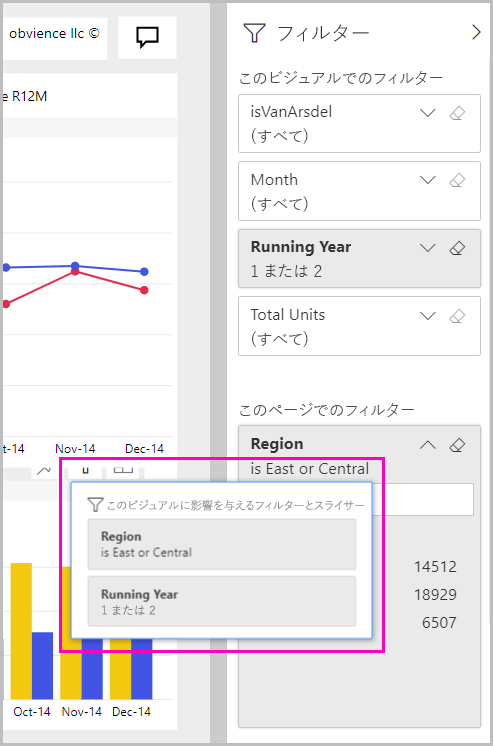 obvience llc ©
e R12M
t-14 Nov-14 Dec-14
フィルター
このビジュアルでのフィルター
isVanArsdel
(すべて)
Month
(すべて)
Running Year
1 または 2
Total Units
(すべて)
このページでのフィルター
Region
is East or Central
14512
18929
6507
このビジュアルに影響を与えるフィルターとスライサー
Region
is East or Central
Running Year
1 または 2
Oct-14 Nov-14 Dec-14